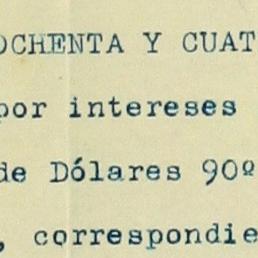 OCHENTA Y CUAT
por intereses
de Dólares 90º
, correspondie